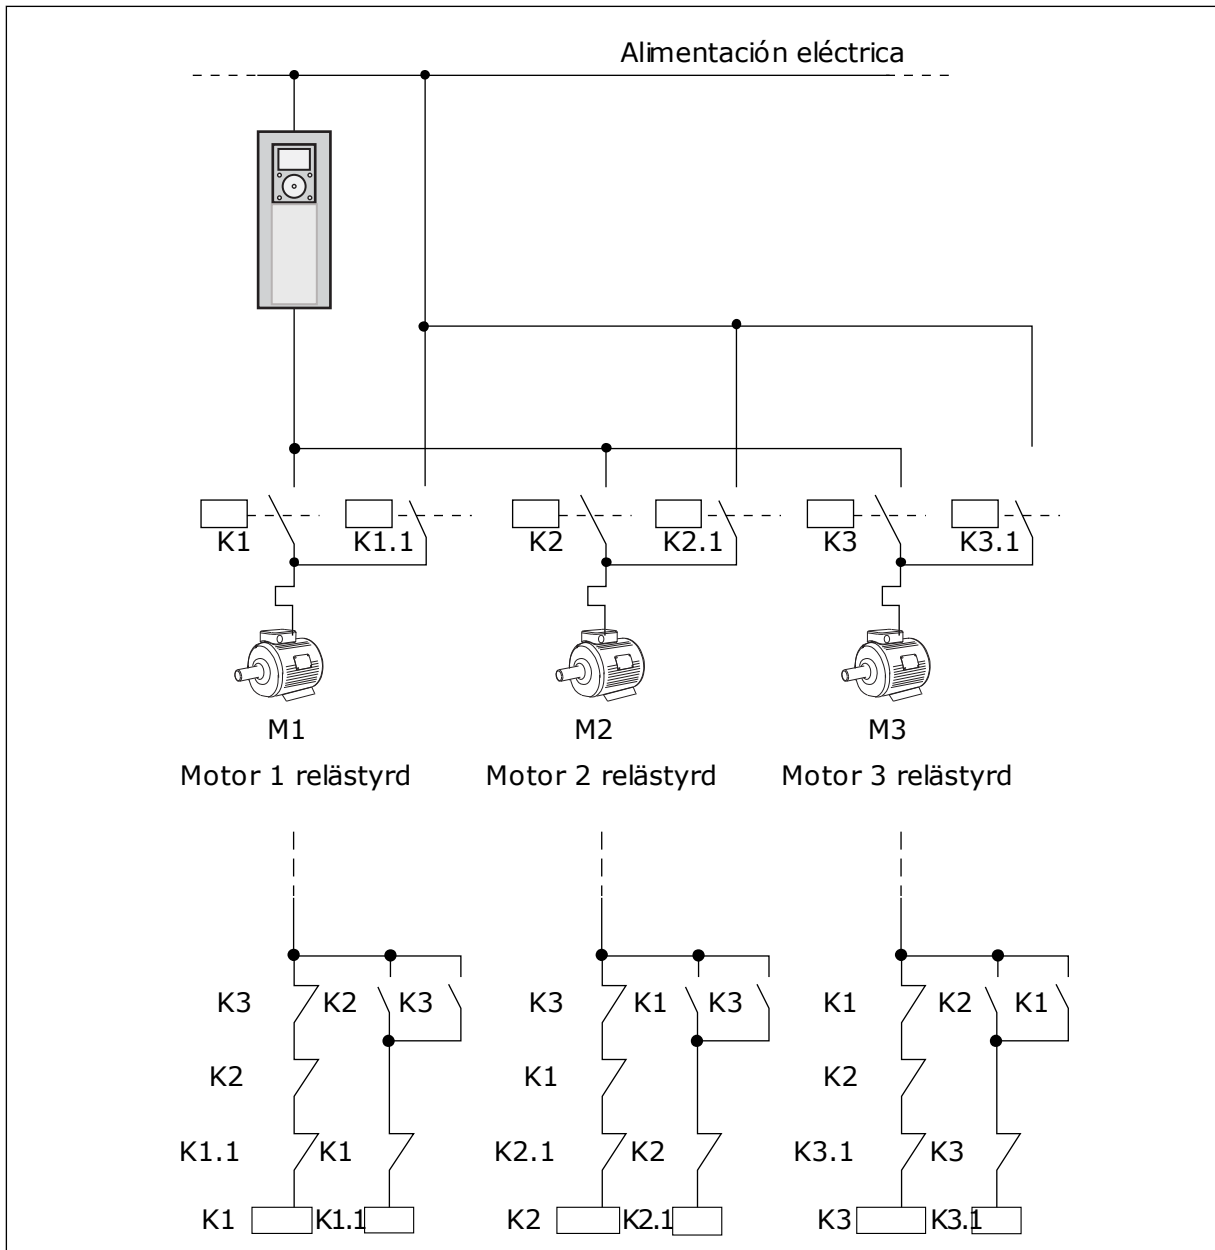 Alimentación eléctrica
K1 K1.1 K2 K2.1 K3 K3.1
M1 M2 M3
Motor 1 relästyrd Motor 2 relästyrd Motor 3 relästyrd
K3 K2 K3 K3 K1 K3 K1 K2 K1
K2 K1 K2
K1.1 K1 K2.1 K2 K3.1 K3
K1 K1.1 K2 K2.1 K3 K3.1